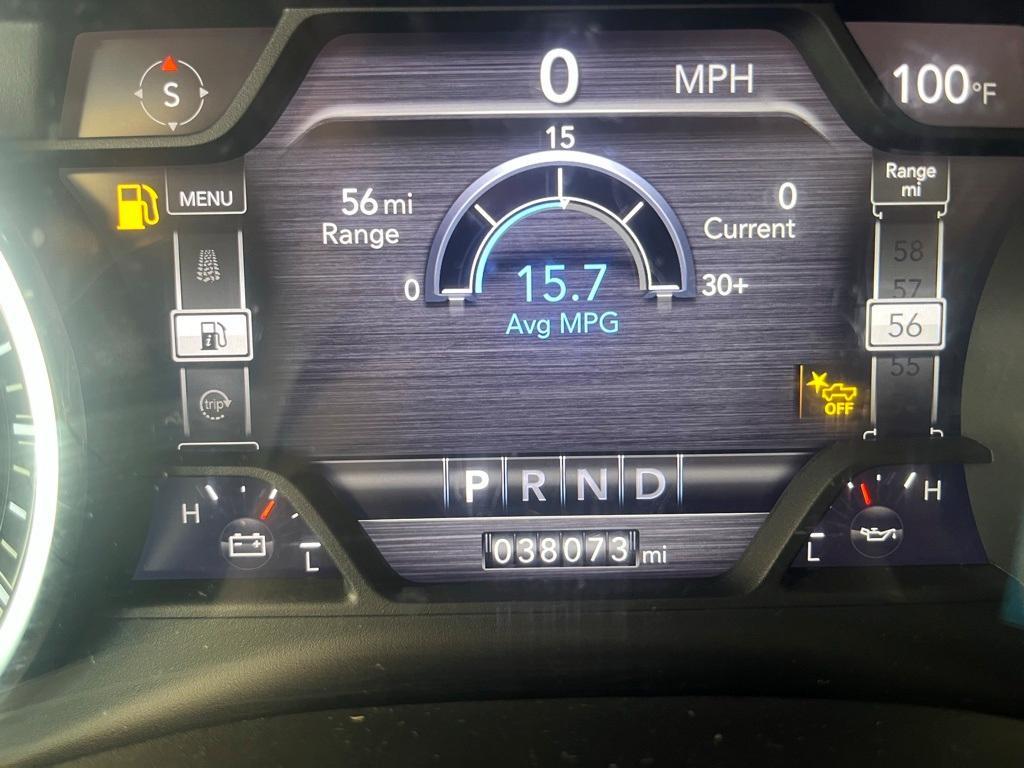 S
0 MPH
100°F
MENU
15
56 mi
Range
0
Current
Range
mi
58
57
56
55
0
30+
15.7
Avg MPG
i
trip
OFF
P R N D
H
L
038073 mi
L
H